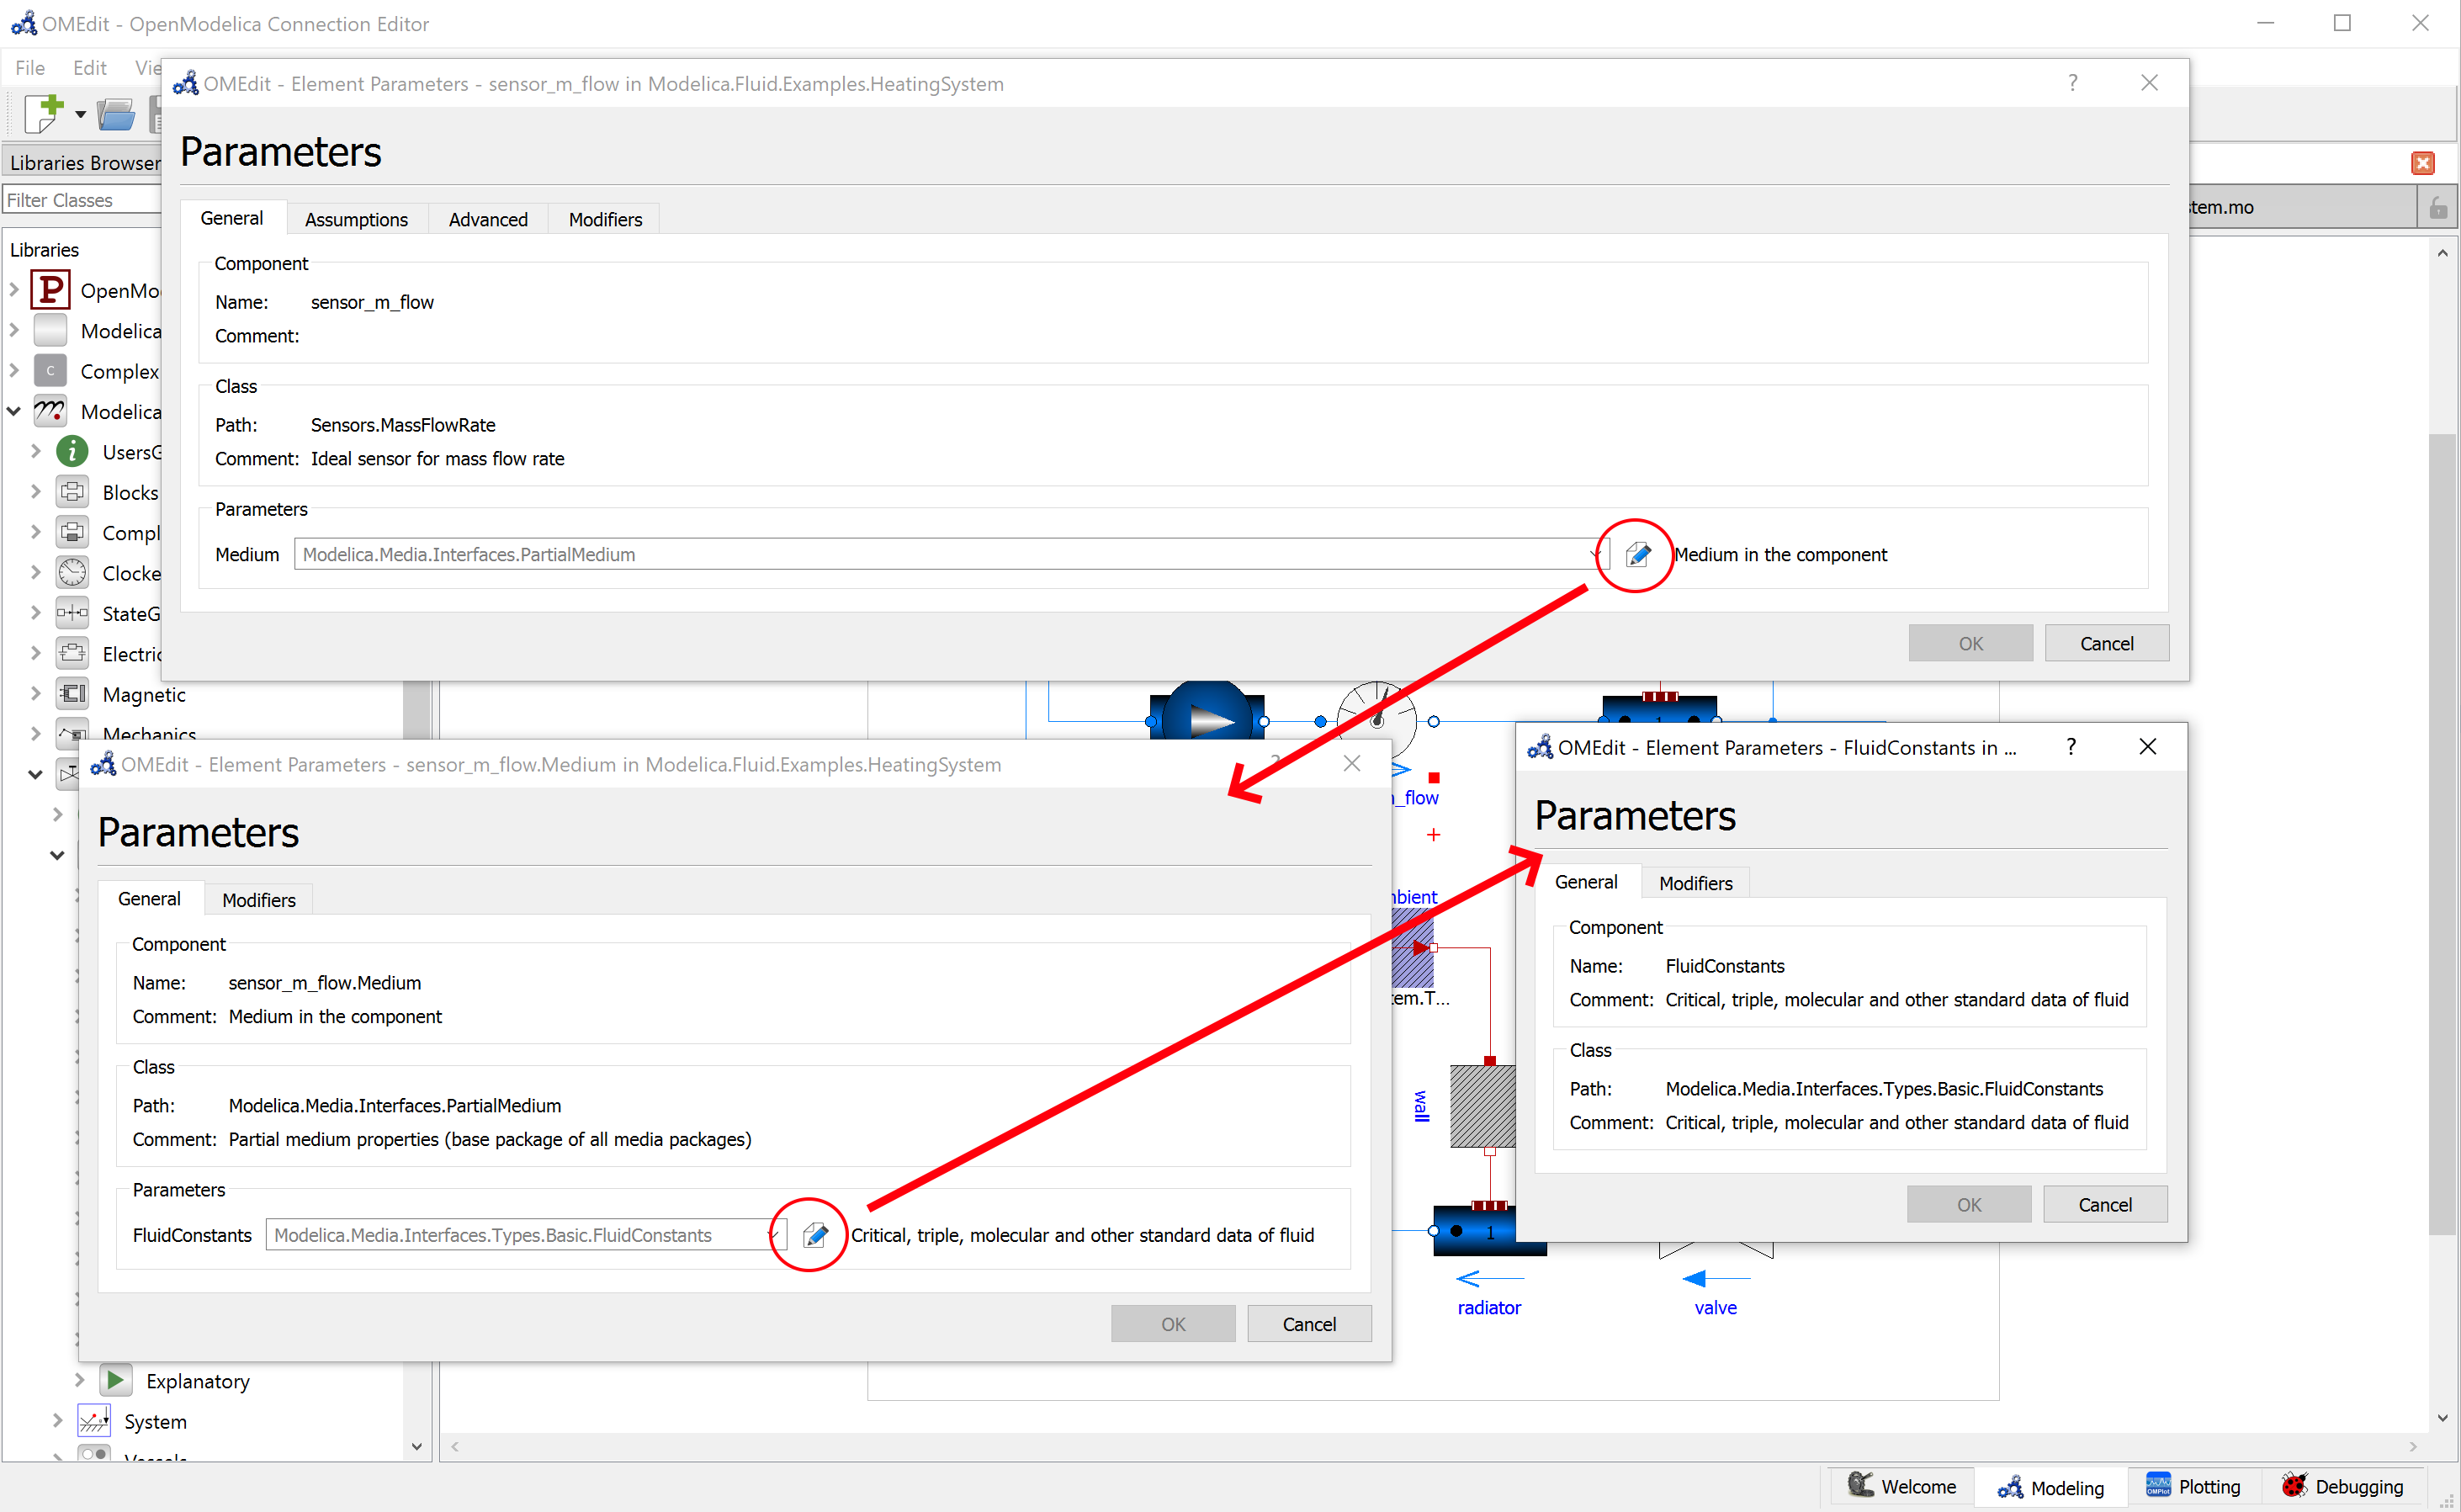 OMEdit - OpenModelica Connection Editor
File Edit
OMEdit - Element Parameters - sensor_m_flow in Modelica.Fluid.Examples.HeatingSystem
?
Parameters
Libraries Browser
Filter Classes
General Assumptions Advanced Modifiers
stem.mo
Libraries
Component
Name: sensor_m_flow
Comment:
P OpenMo
Modelica
C Complex
Modelica
UsersG
Blocks
Compl
Clocke
StateG
Electric
Magnetic
Mechanics
Class
Path: Sensors.MassFlowRate
Comment: Ideal sensor for mass flow rate
Parameters
Medium Modelica.Media.Interfaces.PartialMedium Medium in the component
OK Cancel
OMEdit - Element Parameters - sensor_m_flow.Medium in Modelica.Fluid.Examples.HeatingSystem
?
Parameters
General Modifiers
Component
Name: sensor_m_flow.Medium
Comment: Medium in the component
Class
Path: Modelica.Media.Interfaces.PartialMedium
Comment: Partial medium properties (base package of all media packages)
Parameters
FluidConstants Modelica.Media.Interfaces.Types.Basic.FluidConstants Critical, triple, molecular and other standard data of fluid
OK Cancel
1
_flow
bient
tem.T...
wall
1
radiator
valve
OMEdit - Element Parameters - FluidConstants in ...
?
Parameters
General Modifiers
Component
Name: FluidConstants
Comment: Critical, triple, molecular and other standard data of fluid
Class
Path: Modelica.Media.Interfaces.Types.Basic.FluidConstants
Comment: Critical, triple, molecular and other standard data of fluid
OK Cancel
Explanatory
System
Vessels
Welcome Modeling Plotting Debugging